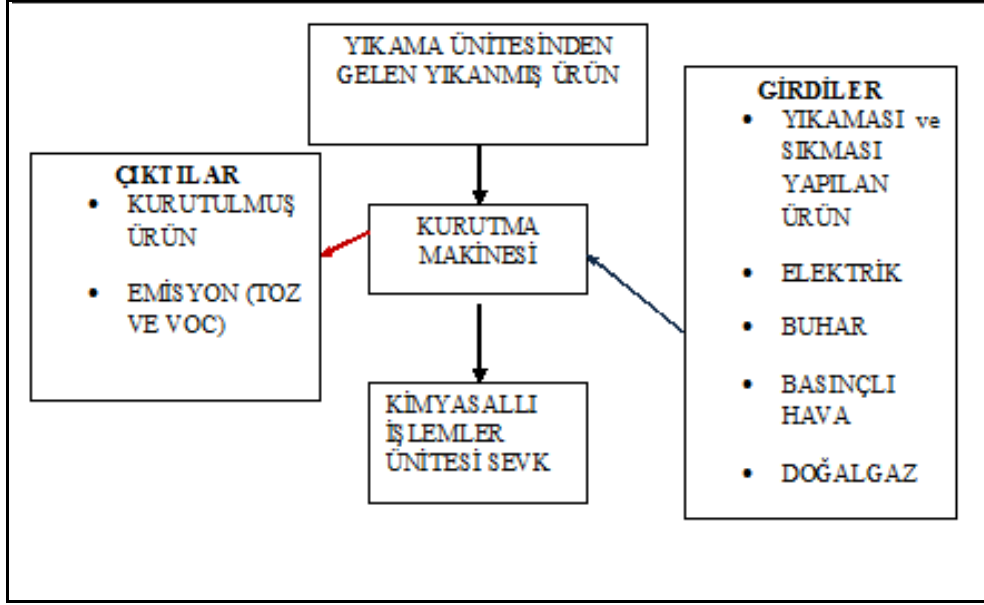 YIKAMA ÜNİTESİNDEN
GELEN YIKANMIŞ ÜRÜN
GİRDİLER
• YIKAMASI ve
SIKMASI
YAPILAN
ÜRÜN
• ELEKTRİK
• BUHAR
• BASINÇLI
HAVA
• DOĞALGAZ
ÇIKTILAR
• KURUTULMUŞ
ÜRÜN
• EMİSYON (TOZ
VE VOC)
KURUTMA
MAKİNESİ
KİMYASALLI
İŞLEMLER
ÜNİTESİ SEVK